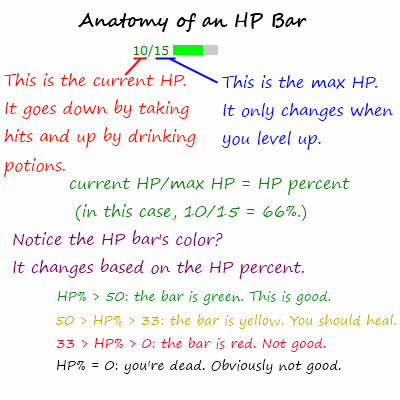 Anatomy of an HP Bar
10/15
This is the current HP.
It goes down by taking
hits and up by drinking
potions.
This is the max HP.
It only changes when
you level up.
current HP/max HP = HP percent
(in this case, 10/15 = 66%.)
Notice the HP bar's color?
It changes based on the HP percent.
HP% > 50: the bar is green. This is good.
50 > HP% > 33: the bar is yellow. You should heal.
33 > HP% > 0: the bar is red. Not good.
HP% = 0: you're dead. Obviously not good.